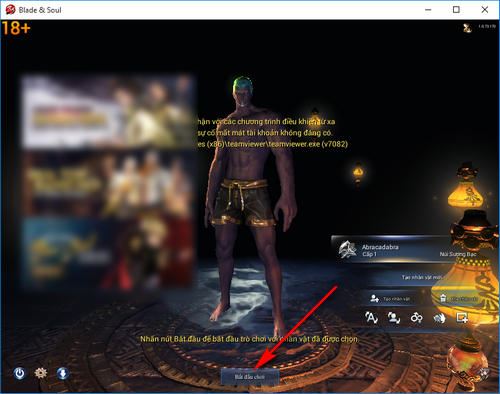 Blade & Soul
18+
hận với các chương trình điều khiển từ xa
sự cố mất mát tài khoản không đáng có.
es (x86)\teamviewer\teamviewer.exe (v7082)
Abracadabra
Cấp 1 Núi Sương Bạc
Tạo nhân vật mới
Tạo nhân vật
Nhấn nút Bắt đầu để bắt đầu trò chơi với nhân vật đã được chọn
Bắt đầu chơi